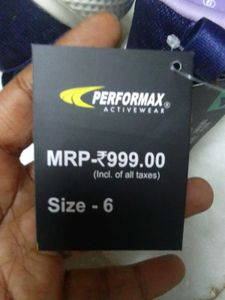 PERFORMAX®
ACTIVEWEAR
MRP-₹999.00
(Incl. of all taxes)
Size - 6